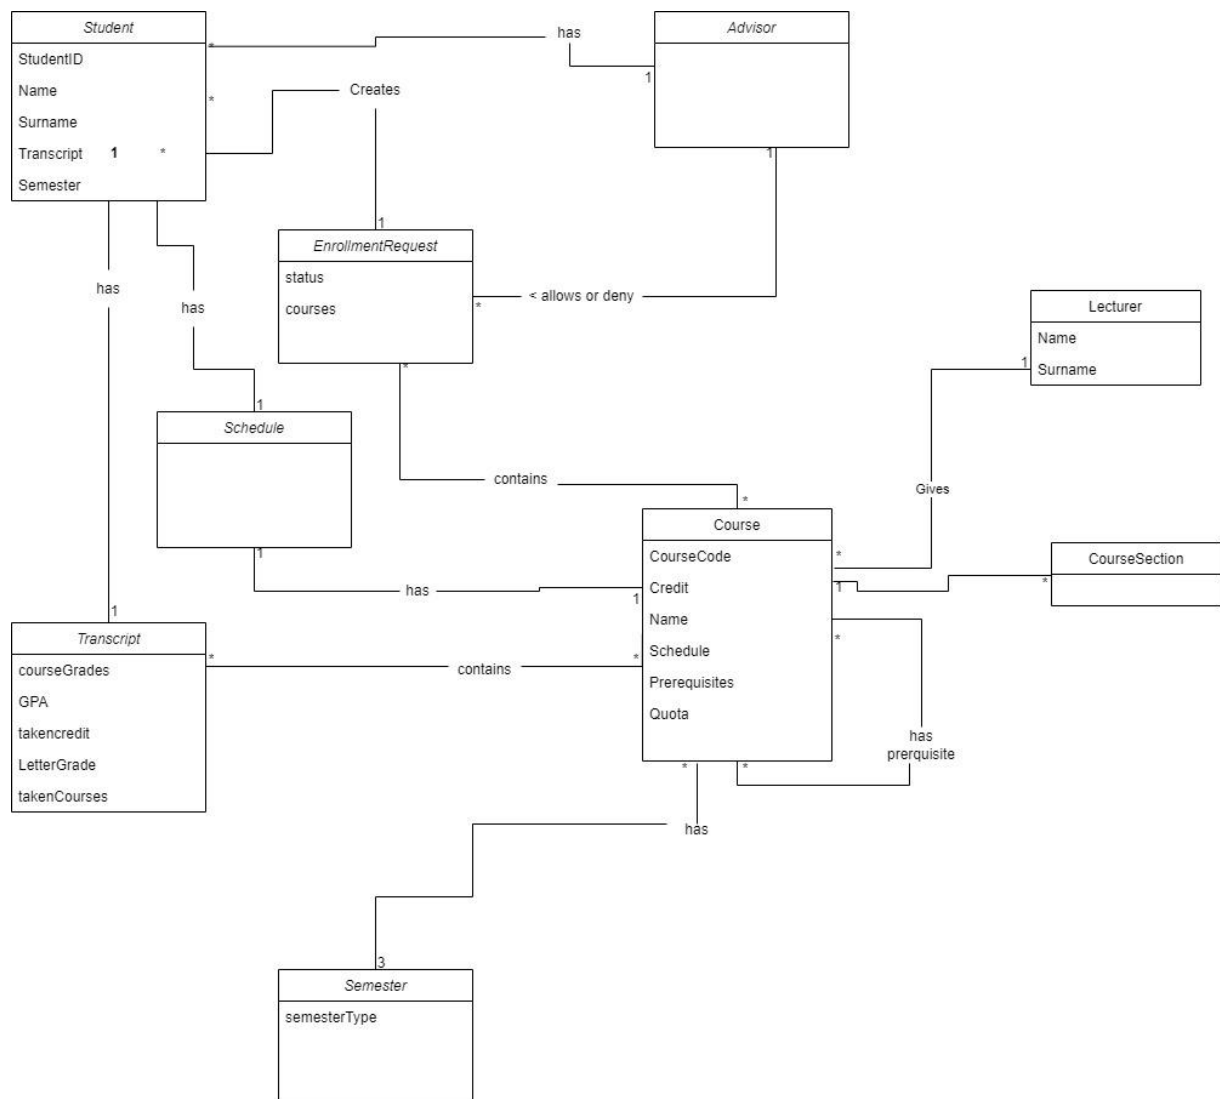 Student
Advisor
has
*
StudentID
1
Name
*
Creates
Surname
Transcript 1 *
1
Semester
1
EnrollmentRequest
status
< allows or deny
*
courses
has
has
Lecturer
Name
1
Surname
*
1
Schedule
contains
Gives
*
Course
CourseCode
*
1
CourseSection
has
Credit
1
*
1
Name
1
Transcript
*
Schedule
*
*
courseGrades
contains
Prerequisites
GPA
Quota
takencredit
has
prerquisite
LetterGrade
*
*
takenCourses
has
3
Semester
semesterType